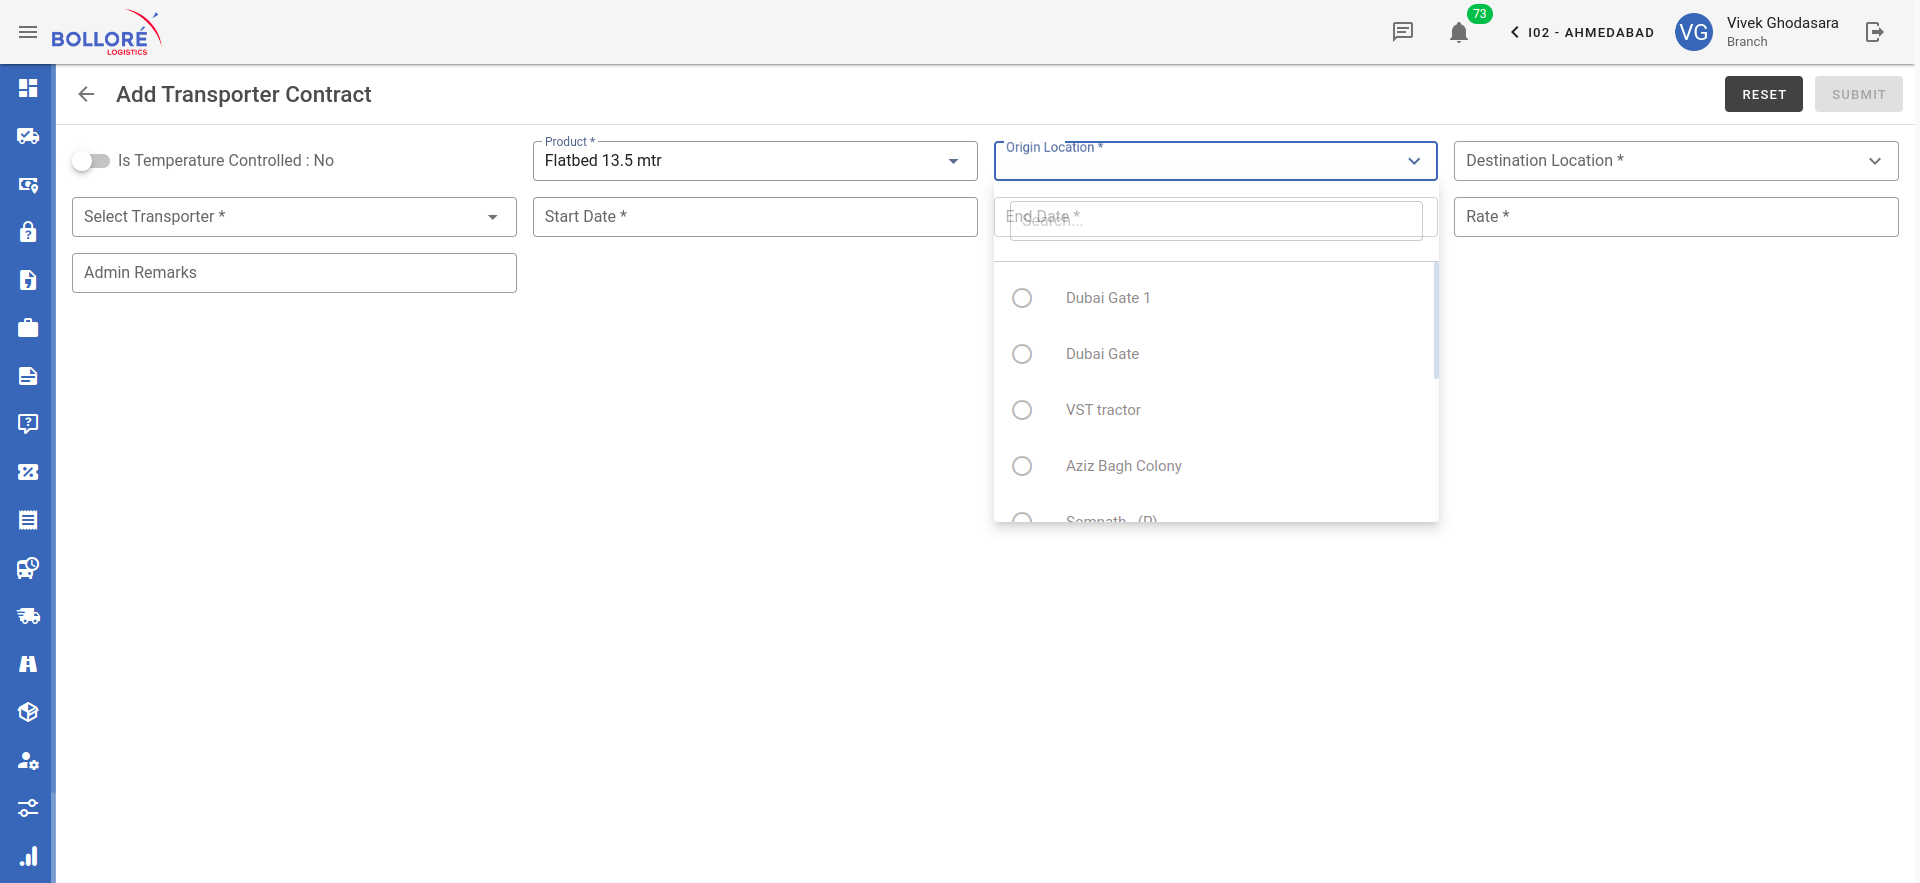 BOLLORÉ
LOGISTICS
73
I02 - AHMEDABAD
VG
Vivek Ghodasara
Branch
Add Transporter Contract
RESET
SUBMIT
Is Temperature Controlled : No
Product *
Flatbed 13.5 mtr
Origin Location *
Destination Location *
Select Transporter *
Start Date *
End Date *
Search...
Rate *
Admin Remarks
Dubai Gate 1
Dubai Gate
VST tractor
Aziz Bagh Colony
Somnath - (P)